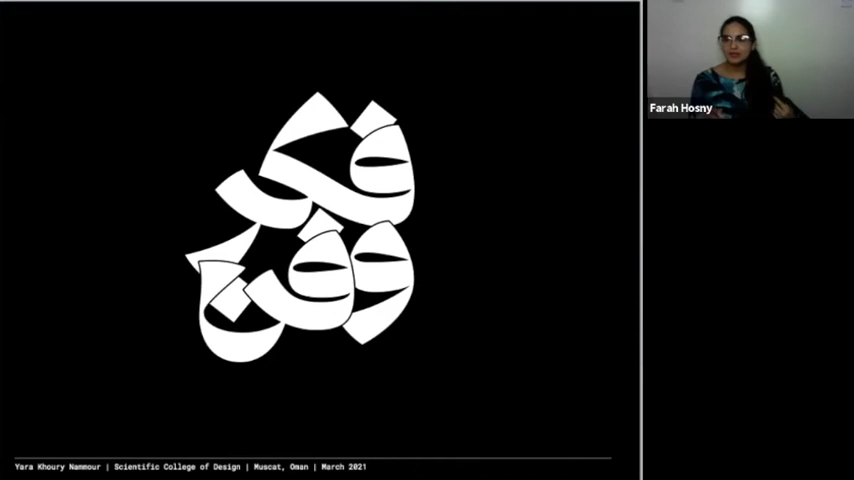 فكر
وفن
Farah Hosny
Yara Khoury Nammour | Scientific College of Design | Muscat, Oman | March 2021